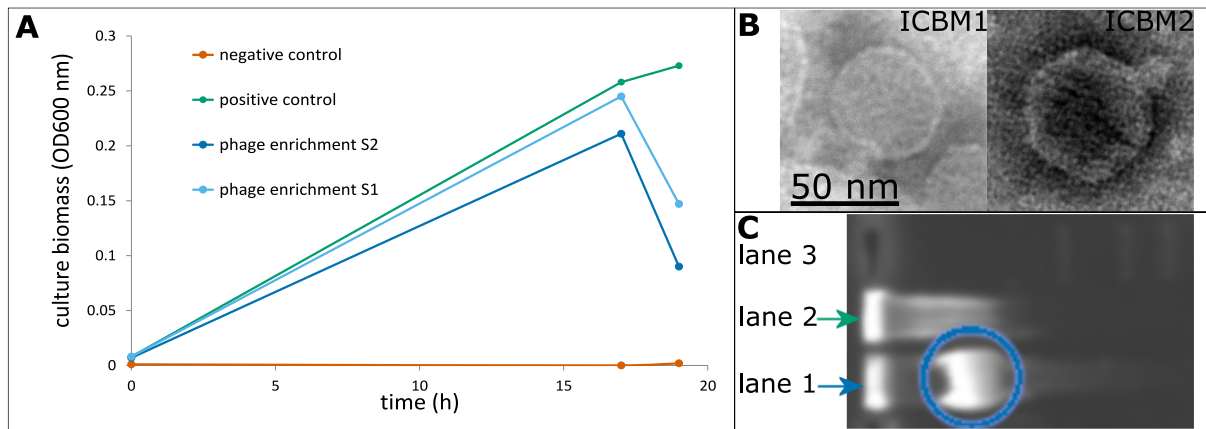 A
0.3
0.25
0.2
0.15
0.1
0.05
0
culture biomass (OD600 nm)
negative control
positive control
phage enrichment S2
phage enrichment S1
0 5 10 15 20
time (h)
B
ICBM1
ICBM2
50 nm
C
lane 3
lane 2
lane 1